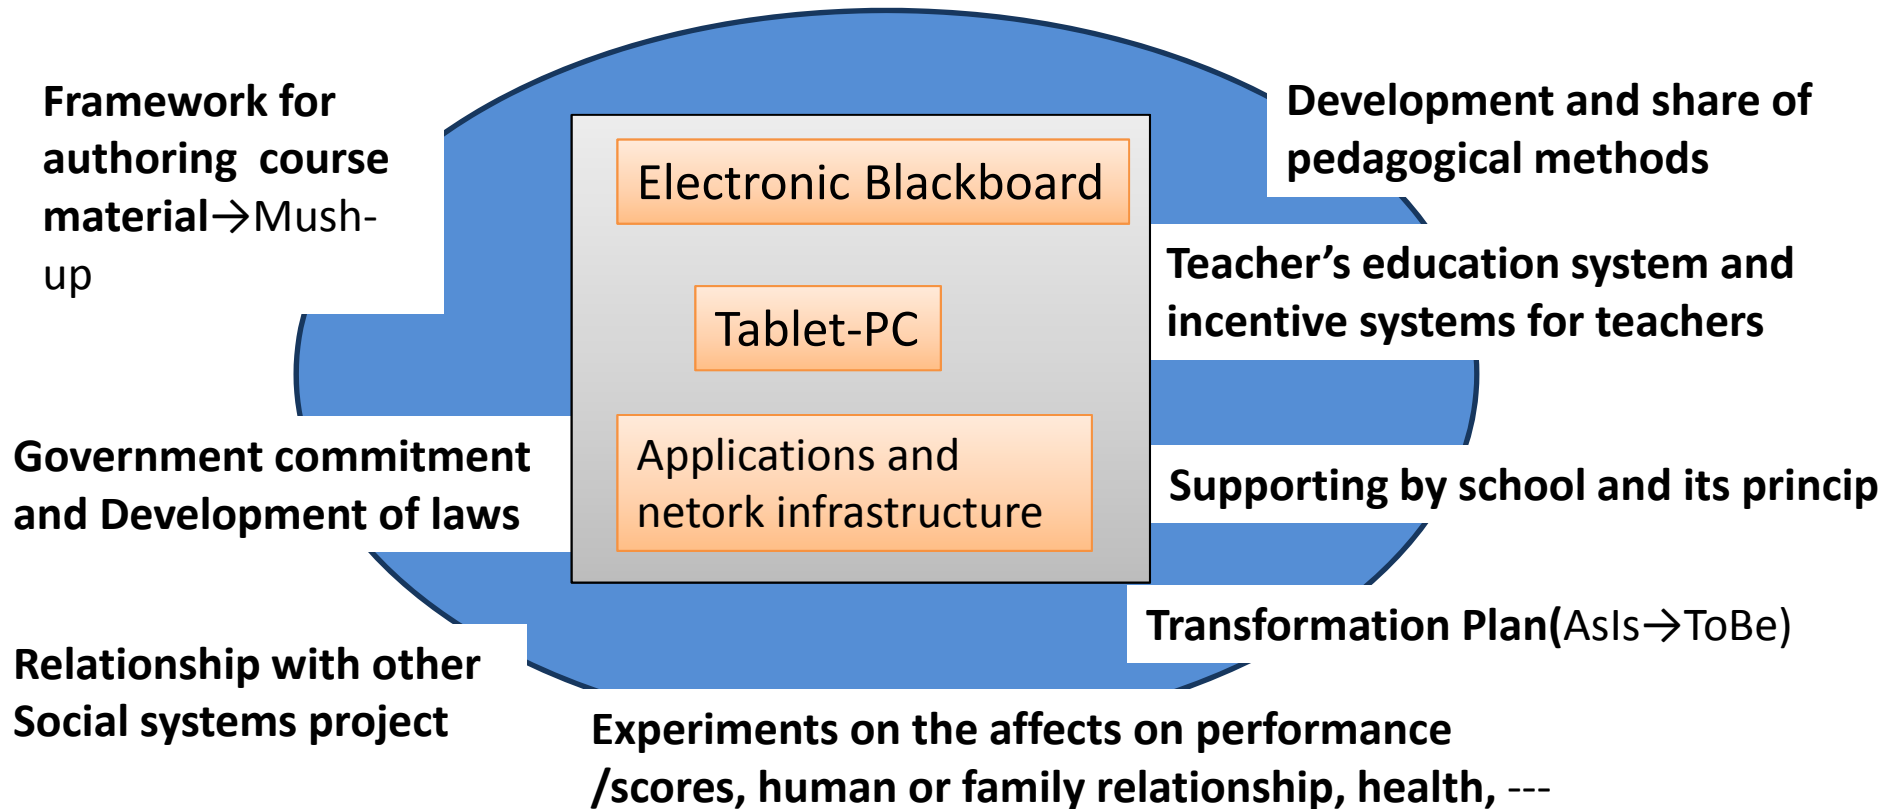 Framework for
authoring  course
material→Mush-
up
Electronic Blackboard
Tablet-PC
Applications and
netork infrastructure
Development and share of
pedagogical methods
Teacher’s education system and
incentive systems for teachers
Government commitment
and Development of laws
Supporting by school and its princip
Transformation Plan(AsIs→ToBe)
Relationship with other
Social systems project
Experiments on the affects on performance
/scores, human or family relationship, health, ---